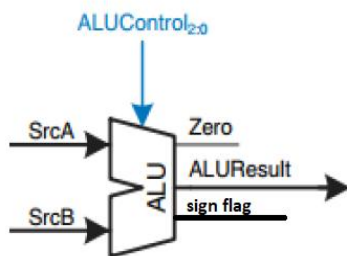 ALUControl2:0
SrcA
Zero
ALU
ALUResult
sign flag
SrcB